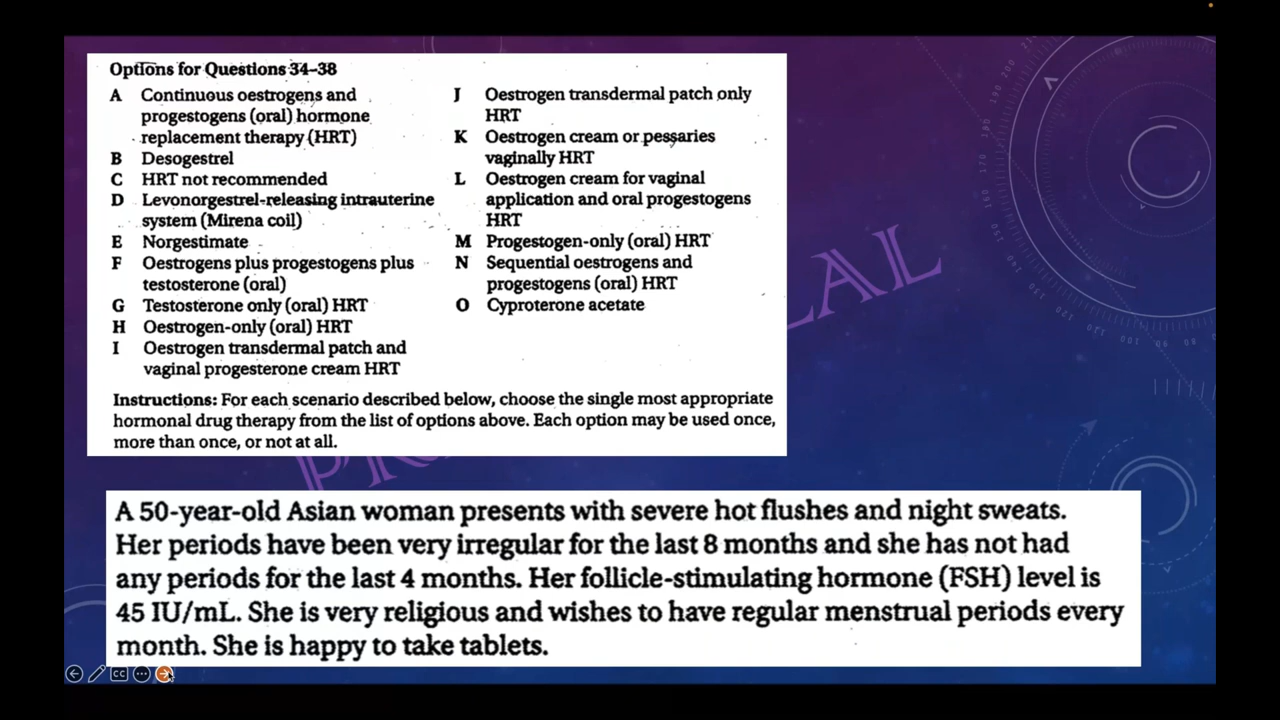 Options for Questions 34–38
A Continuous oestrogens and
progestogens (oral) hormone
replacement therapy (HRT)
B Desogestrel
C HRT not recommended
D Levonorgestrel-releasing intrauterine
system (Mirena coil)
E Norgestimate
F Oestrogens plus progestogens plus
testosterone (oral)
G Testosterone only (oral) HRT
H Oestrogen-only (oral) HRT
I Oestrogen transdermal patch and
vaginal progesterone cream HRT
J Oestrogen transdermal patch only
HRT
K Oestrogen cream or pessaries
vaginally HRT
L Oestrogen cream for vaginal
application and oral progestogens
HRT
M Progestogen-only (oral) HRT
N Sequential oestrogens and
progestogens (oral) HRT
O Cyproterone acetate
Instructions: For each scenario described below, choose the single most appropriate
hormonal drug therapy from the list of options above. Each option may be used once,
more than once, or not at all.
A 50-year-old Asian woman presents with severe hot flushes and night sweats.
Her periods have been very irregular for the last 8 months and she has not had
any periods for the last 4 months. Her follicle-stimulating hormone (FSH) level is
45 IU/mL. She is very religious and wishes to have regular menstrual periods every
month. She is happy to take tablets.
CC